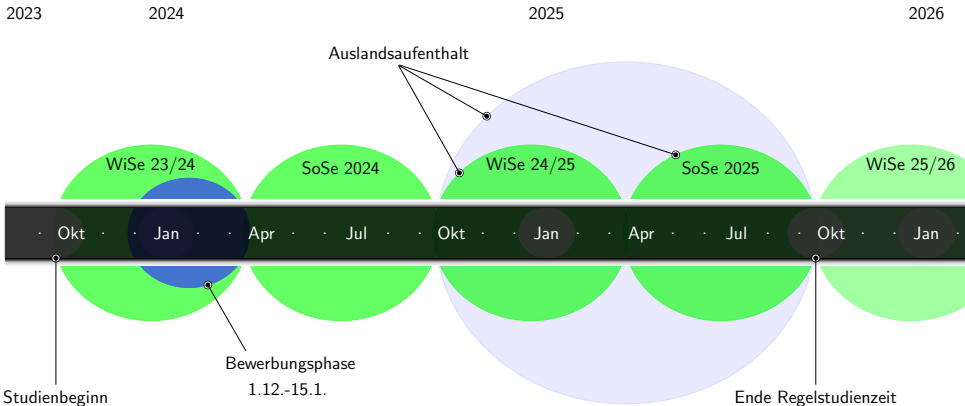 2023 2024 2025 2026
Auslandsaufenthalt
WiSe 23/24 SoSe 2024 WiSe 24/25 SoSe 2025 WiSe 25/26
· Okt · · Jan · · Apr · · Jul · · Okt · · Jan · · Apr · · Jul · · Okt · · Jan ·
Bewerbungsphase
1.12.-15.1.
Studienbeginn Ende Regelstudienzeit